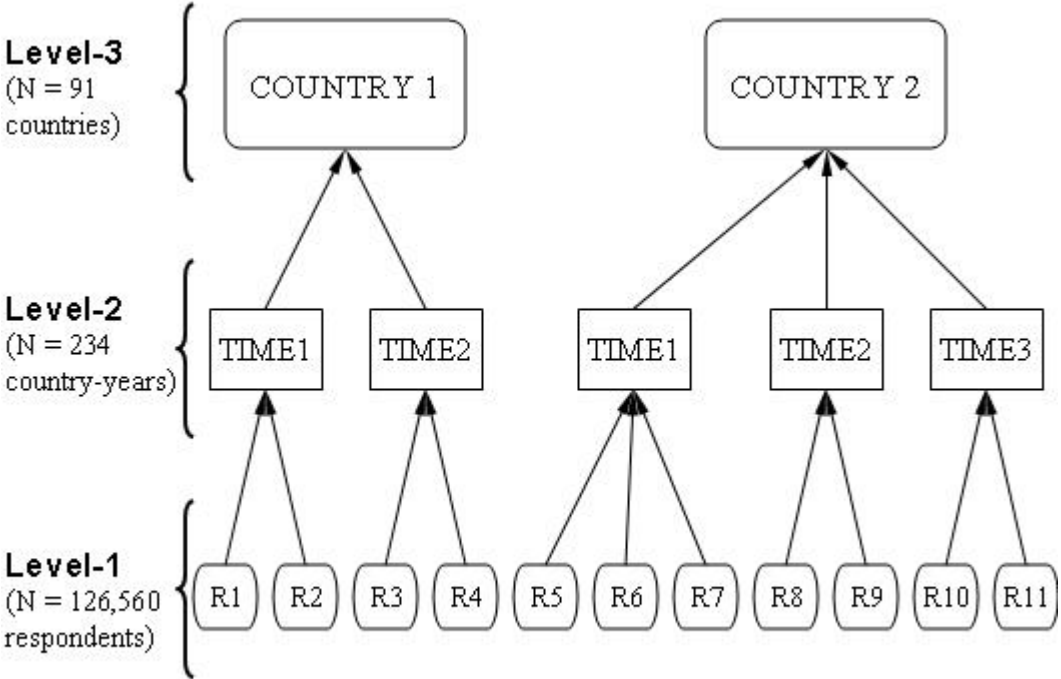 Level-3
(N = 91
countries)
COUNTRY 1
COUNTRY 2
Level-2
(N = 234
country-years)
TIME1
TIME2
TIME1
TIME2
TIME3
Level-1
(N = 126,560
respondents)
R1
R2
R3
R4
R5
R6
R7
R8
R9
R10
R11